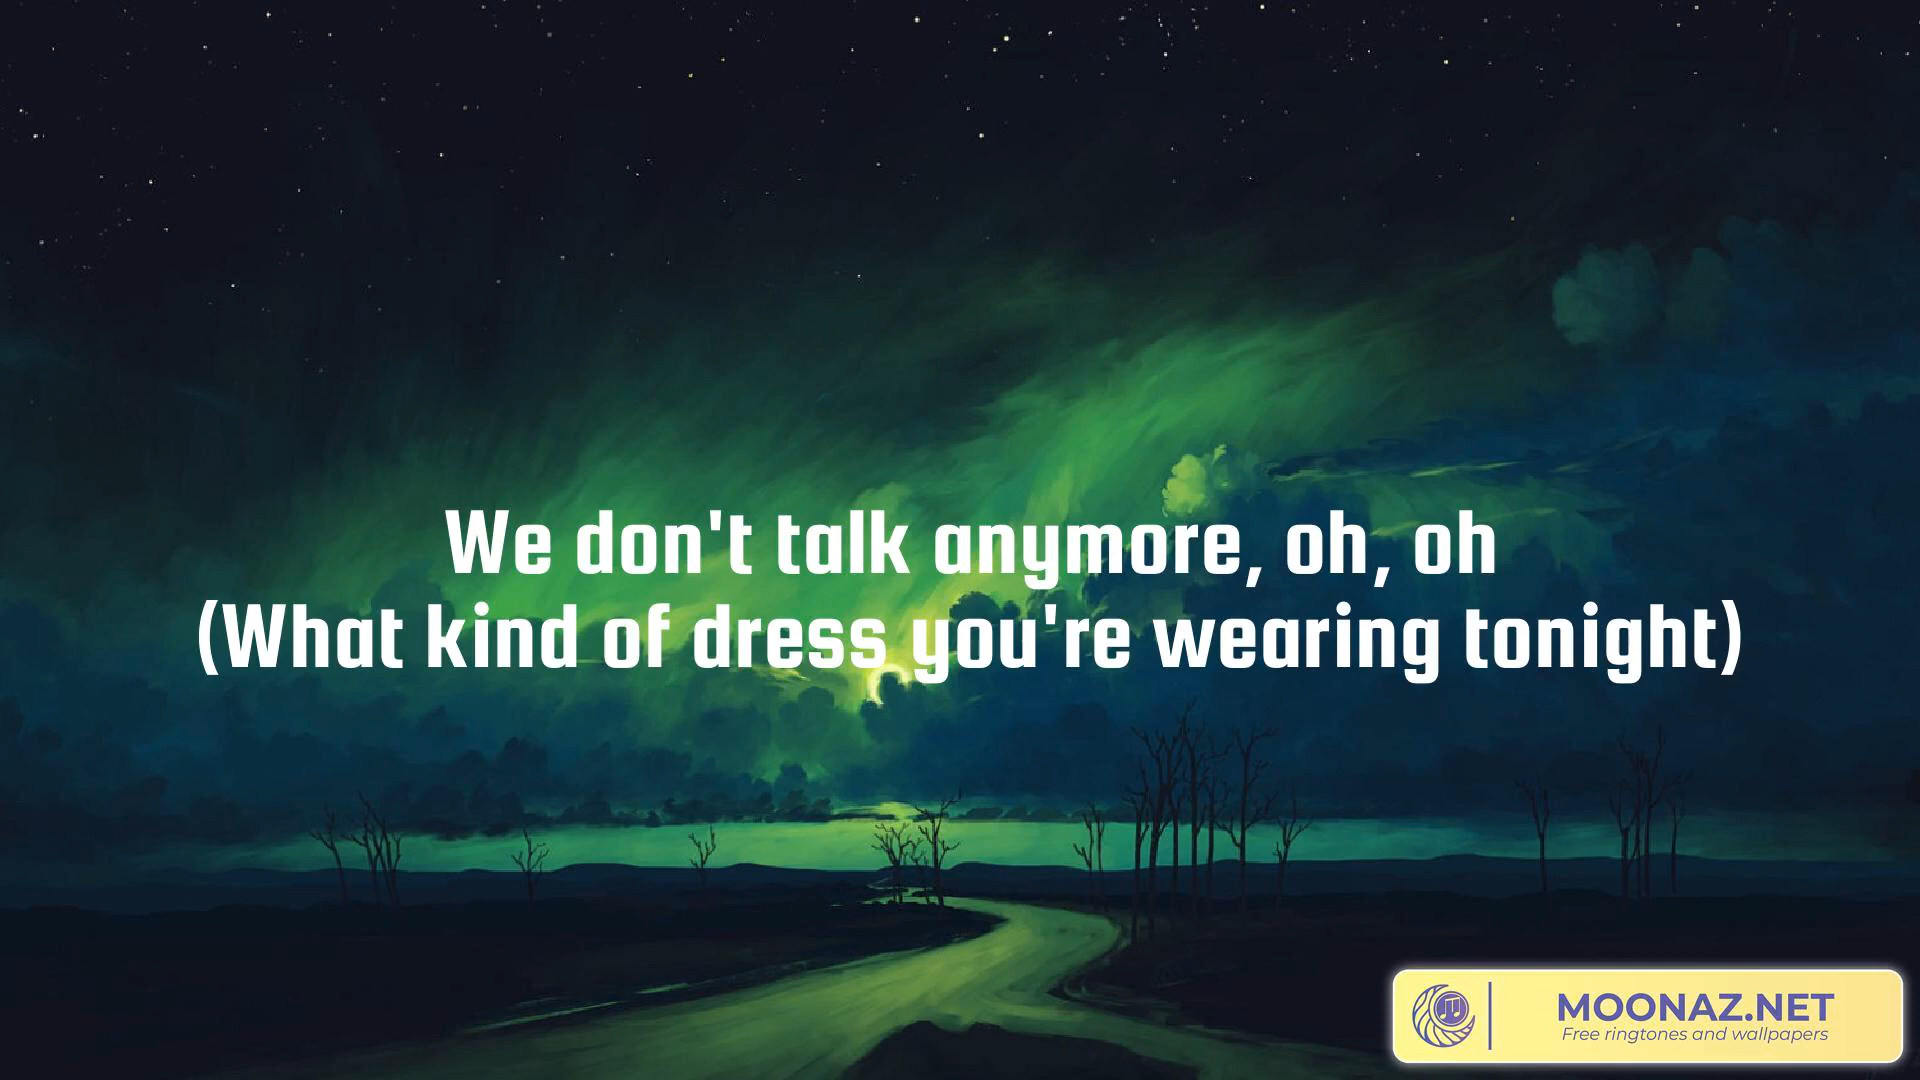 We don't talk anymore, oh, oh
(What kind of dress you're wearing tonight)
MOONAZ.NET
Free ringtones and wallpapers